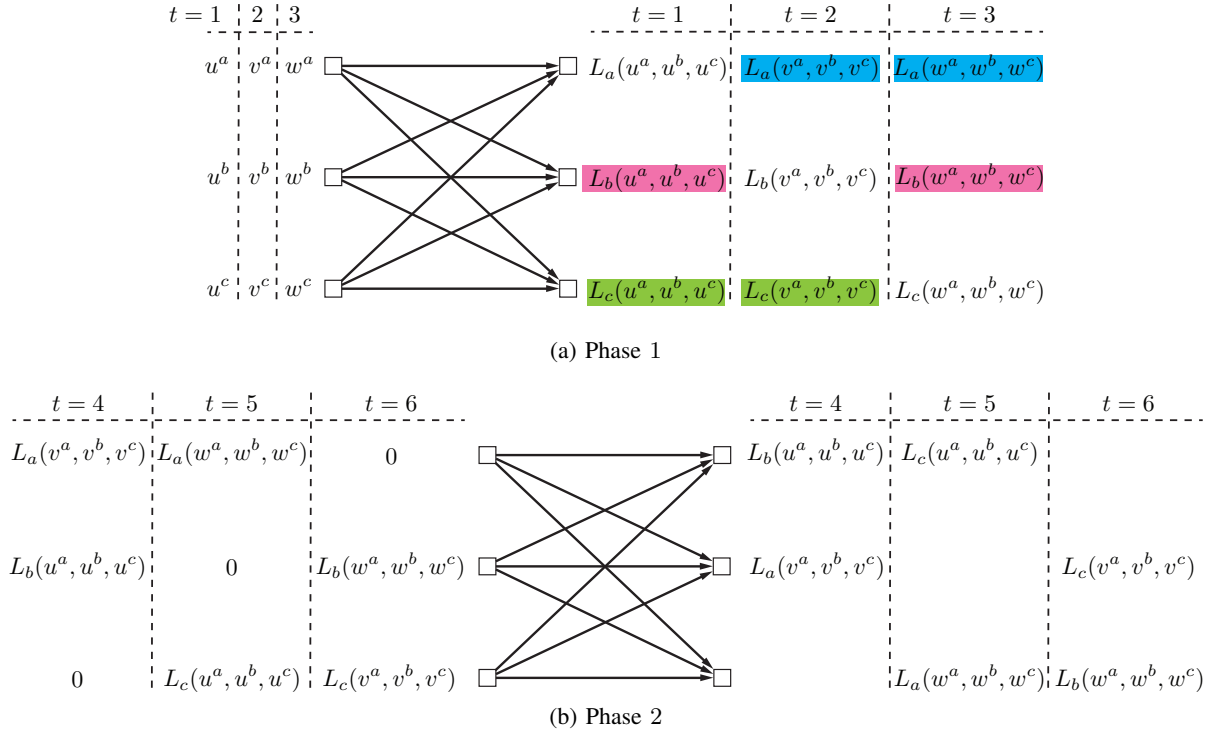 t = 1 2 3 t = 1 t = 2 t = 3
u^a v^a w^a L_a(u^a, u^b, u^c) L_a(v^a, v^b, v^c) L_a(w^a, w^b, w^c)
u^b v^b w^b L_b(u^a, u^b, u^c) L_b(v^a, v^b, v^c) L_b(w^a, w^b, w^c)
u^c v^c w^c L_c(u^a, u^b, u^c) L_c(v^a, v^b, v^c) L_c(w^a, w^b, w^c)
(a) Phase 1
t = 4 t = 5 t = 6 t = 4 t = 5 t = 6
L_a(v^a, v^b, v^c) L_a(w^a, w^b, w^c) 0 L_b(u^a, u^b, u^c) L_c(u^a, u^b, u^c)
L_b(u^a, u^b, u^c) 0 L_b(w^a, w^b, w^c) L_a(v^a, v^b, v^c) L_c(v^a, v^b, v^c)
0 L_c(u^a, u^b, u^c) L_c(v^a, v^b, v^c) L_a(w^a, w^b, w^c) L_b(w^a, w^b, w^c)
(b) Phase 2